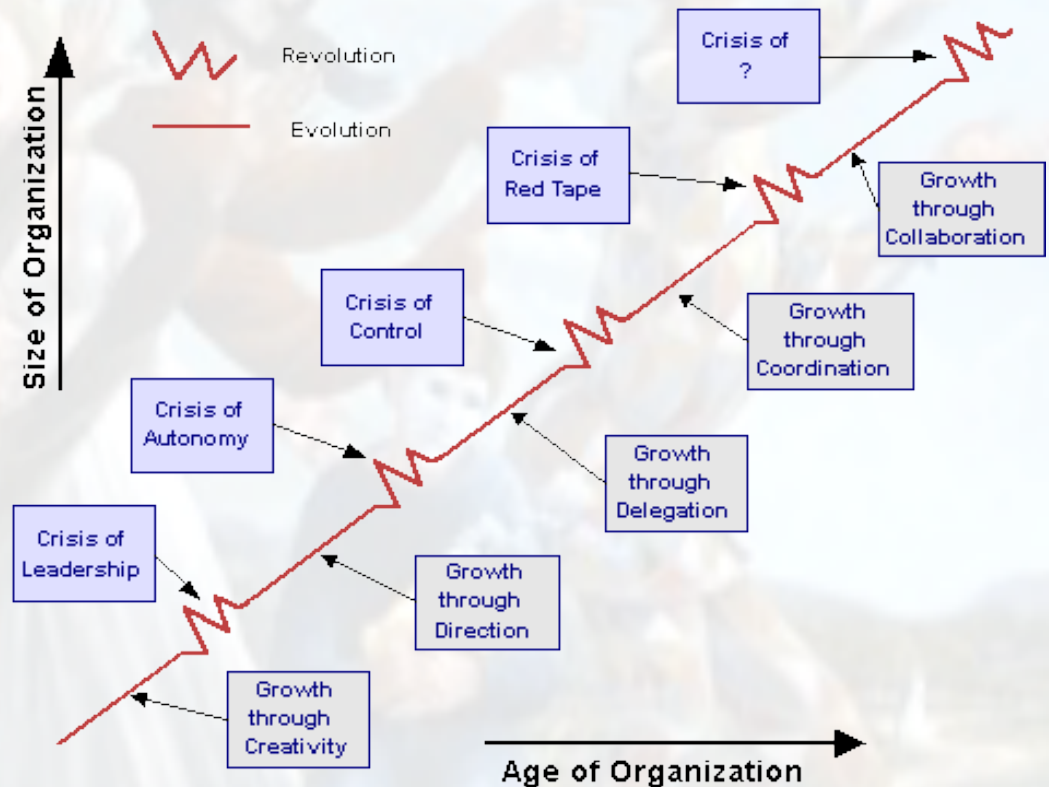 Revolution
Evolution
Size of Organization
Crisis of
?
Crisis of
Red Tape
Growth
through
Collaboration
Crisis of
Control
Growth
through
Coordination
Crisis of
Autonomy
Growth
through
Delegation
Crisis of
Leadership
Growth
through
Direction
Growth
through
Creativity
Age of Organization